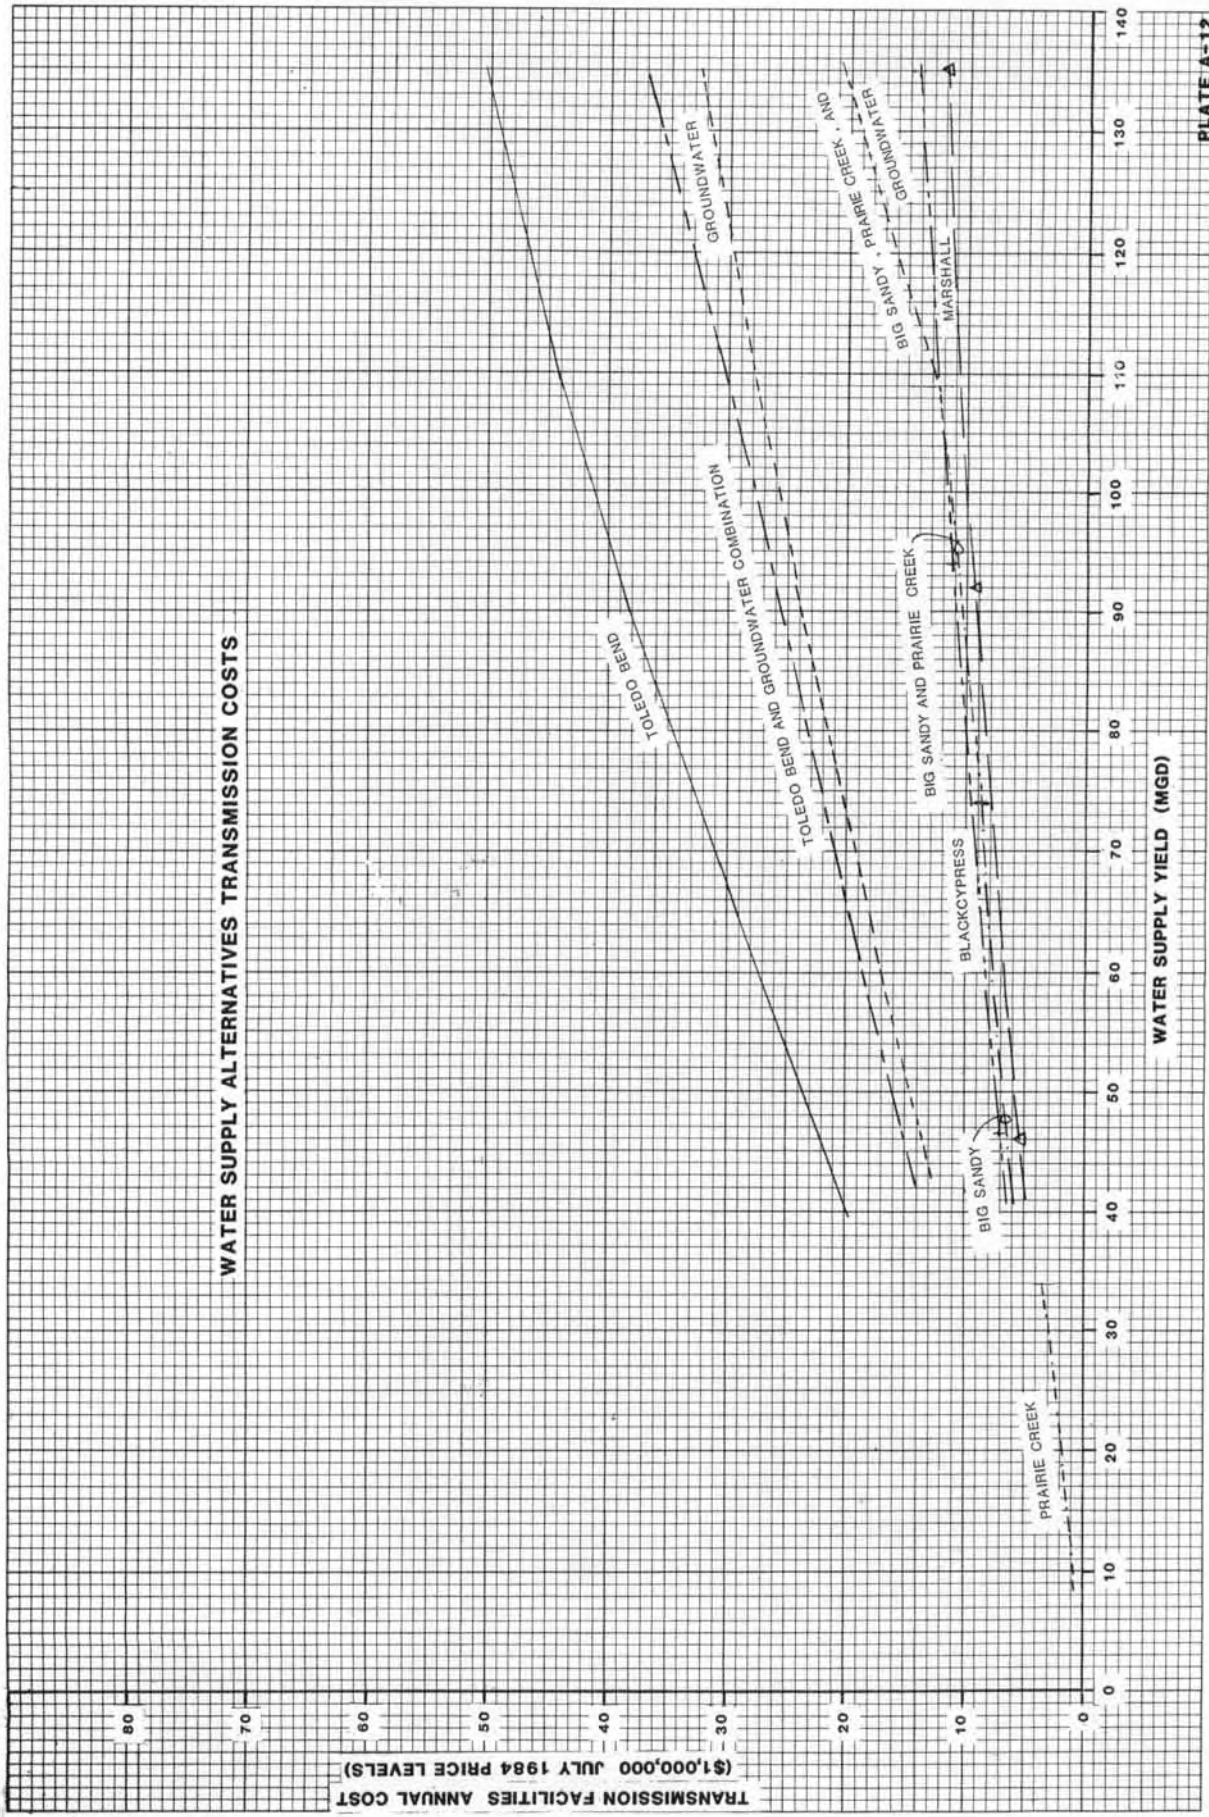 WATER SUPPLY ALTERNATIVES TRANSMISSION COSTS
TRANSMISSION FACILITIES ANNUAL COST
($1,000,000 JULY 1984 PRICE LEVELS)
80
70
60
50
40
30
20
10
0
TOLEDO BEND
TOLEDO BEND AND GROUNDWATER COMBINATION
GROUNDWATER
BIG SANDY, PRAIRIE CREEK, AND
GROUNDWATER
BIG SANDY AND PRAIRIE CREEK
MARSHALL
BLACKCYPRESS
BIG SANDY
PRAIRIE CREEK
0
10
20
30
40
50
60
70
80
90
100
110
120
130
140
WATER SUPPLY YIELD (MGD)
PLATE A-12